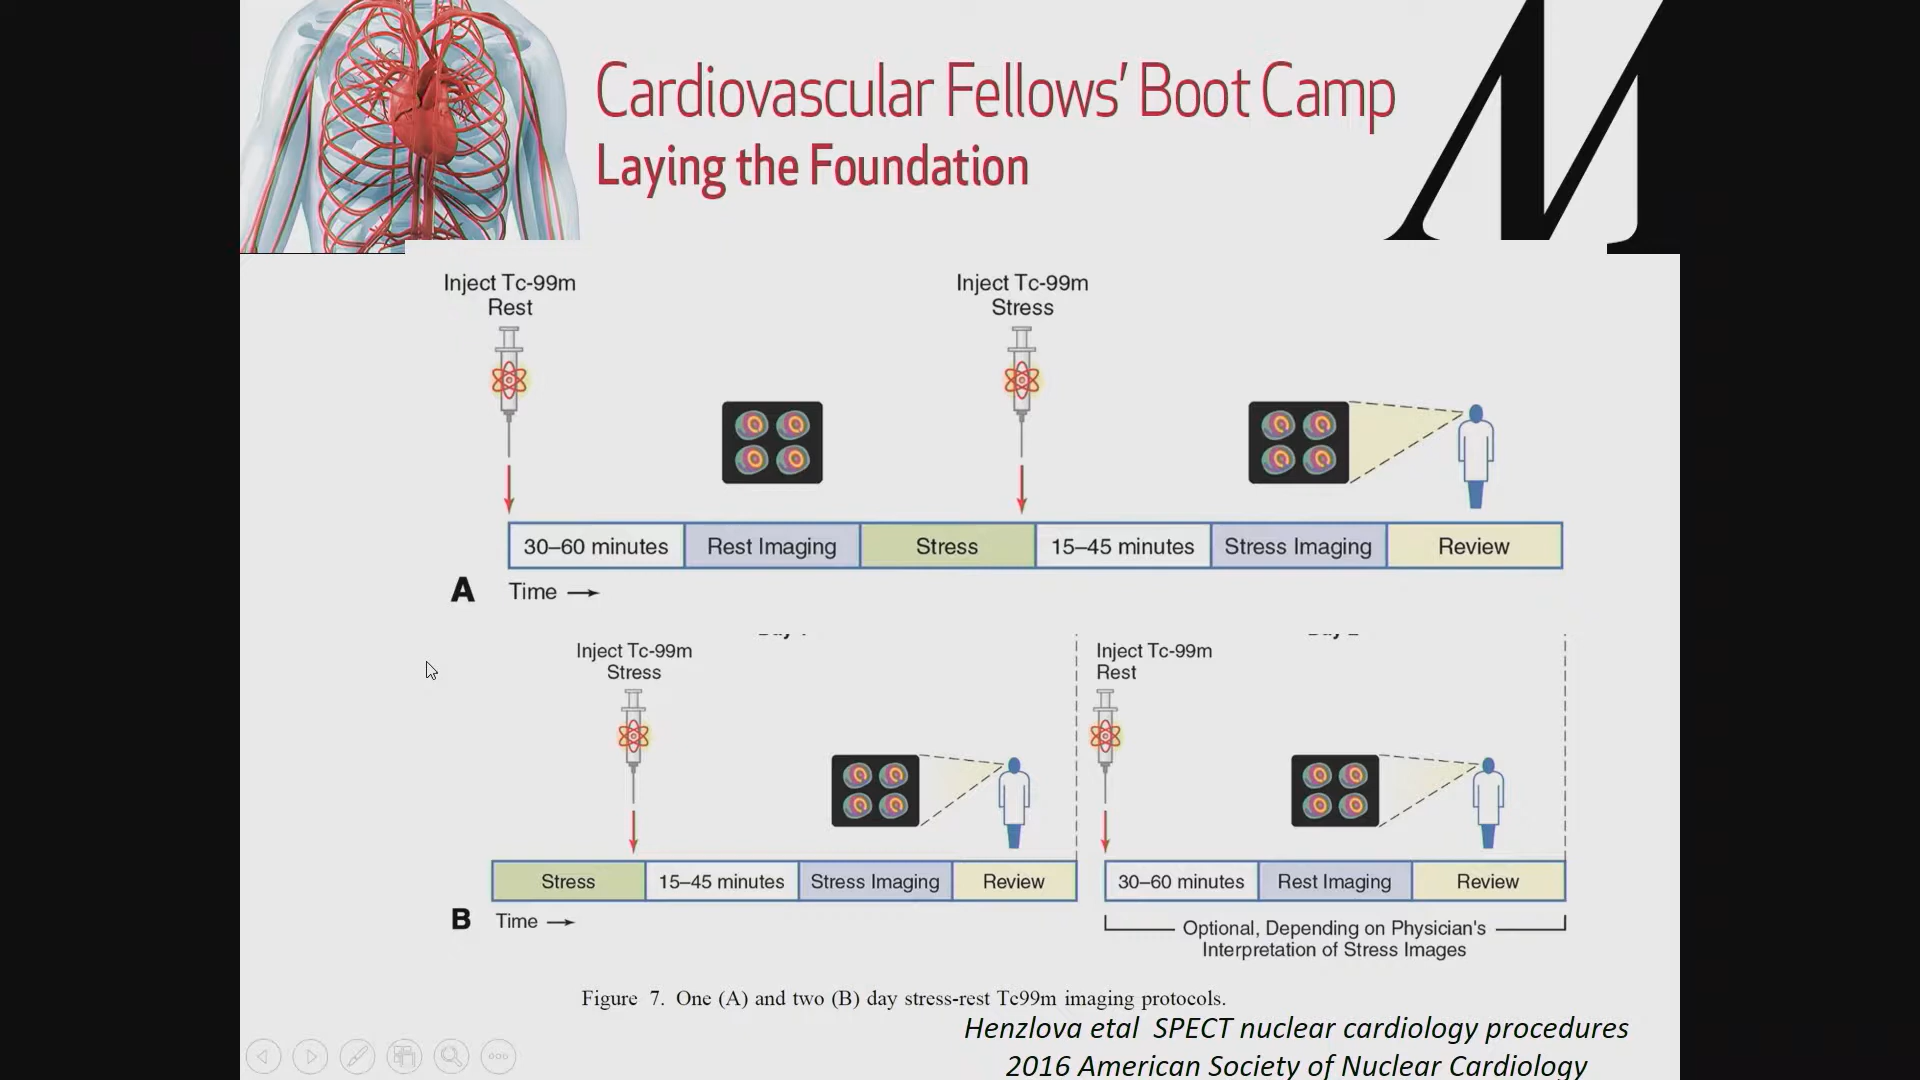 Cardiovascular Fellows' Boot Camp
Laying the Foundation
M
Inject Tc-99m
Rest
Inject Tc-99m
Stress
30–60 minutes
Rest Imaging
Stress
15–45 minutes
Stress Imaging
Review
A
Time
Inject Tc-99m
Stress
Inject Tc-99m
Rest
Stress
15–45 minutes
Stress Imaging
Review
30–60 minutes
Rest Imaging
Review
B
Time
Optional, Depending on Physician's
Interpretation of Stress Images
Figure 7. One (A) and two (B) day stress-rest Tc99m imaging protocols.
Henzlova etal SPECT nuclear cardiology procedures
2016 American Society of Nuclear Cardiology